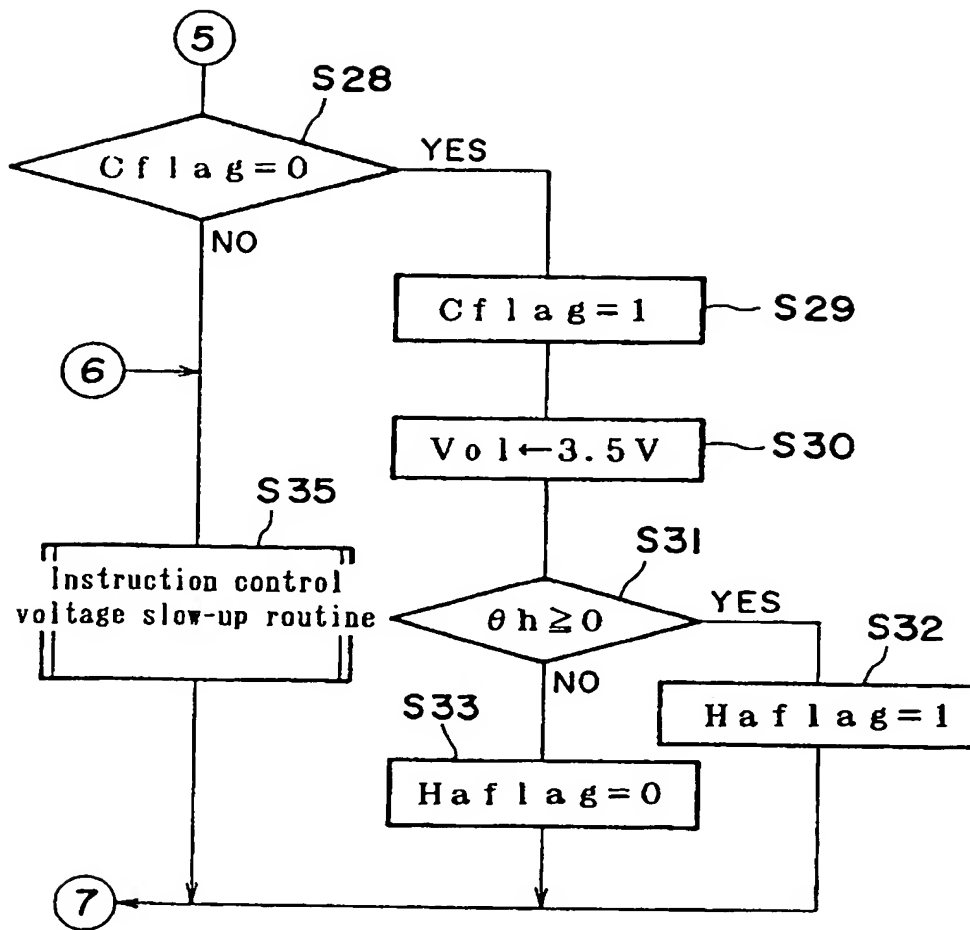 5
S28
Cflag=0
YES
NO
Cflag=1
S29
6
Vol←3.5V
S30
S35
Instruction control
voltage slow-up routine
S31
θh≧0
YES
NO
S32
Haflag=1
S33
Haflag=0
7